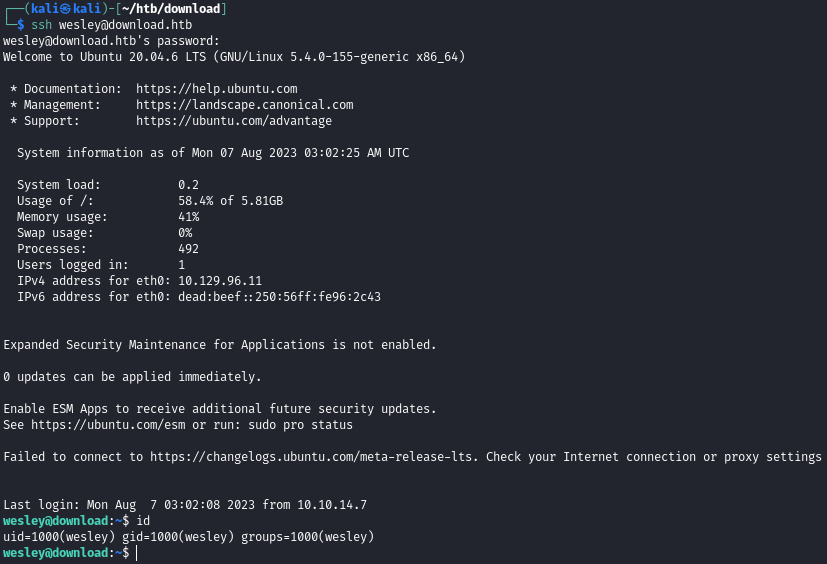 ┌──(kali㉿kali)-[~/htb/download]
└─$ ssh wesley@download.htb
wesley@download.htb's password:
Welcome to Ubuntu 20.04.6 LTS (GNU/Linux 5.4.0-155-generic x86_64)
* Documentation:  https://help.ubuntu.com
* Management:     https://landscape.canonical.com
* Support:        https://ubuntu.com/advantage
System information as of Mon 07 Aug 2023 03:02:25 AM UTC
System load:           0.2
Usage of /:            58.4% of 5.81GB
Memory usage:          41%
Swap usage:            0%
Processes:             492
Users logged in:       1
IPv4 address for eth0: 10.129.96.11
IPv6 address for eth0: dead:beef::250:56ff:fe96:2c43
Expanded Security Maintenance for Applications is not enabled.
0 updates can be applied immediately.
Enable ESM Apps to receive additional future security updates.
See https://ubuntu.com/esm or run: sudo pro status
Failed to connect to https://changelogs.ubuntu.com/meta-release-lts. Check your Internet connection or proxy settings
Last login: Mon Aug  7 03:02:08 2023 from 10.10.14.7
wesley@download:~$ id
uid=1000(wesley) gid=1000(wesley) groups=1000(wesley)
wesley@download:~$